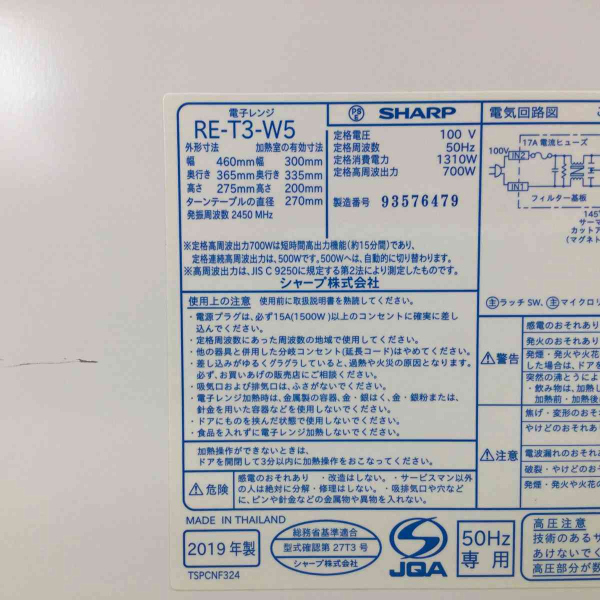 電子レンジ
RE-T3-W5
外形寸法 加熱室の有効寸法
幅 460mm 幅 300mm
奥行き 365mm 奥行き 335mm
高さ 275mm 高さ 200mm
ターンテーブルの直径 270mm
発振周波数 2450 MHz
PS E SHARP
定格電圧 100 V
定格周波数 50Hz
定格消費電力 1310W
定格高周波出力 700W
製造番号 93576479
※定格高周波出力700Wは短時間高出力機能(約15分間)であり、
定格連続高周波出力は、500Wです。500Wへは、自動的に切り替わります。
※高周波出力は、JIS C 9250に規定する第2法により測定したものです。
シャープ株式会社
使用上の注意 使用前に取扱説明書を熟読してください。
・電源プラグは、必ず15A(1500W)以上のコンセントに確実に差し
込んでください。
・定格周波数にあった周波数の地域で使用してください。
・他の器具と併用した分岐コンセント(延長コード)はやめてください。
・差し込みがゆるくグラグラしていると、過熱や火災の原因となります。
必ず、お買いあげの販売店にご相談ください。
・吸気口および排気口は、ふさがないでください。
・電子レンジ加熱時は、金属製の容器、金・銀はく、金・銀粉または、
針金を用いた容器などを使用しないでください。
・ドアにものを挟んだ状態で使用しないでください。
・食品を入れずに電子レンジ加熱しないでください。
加熱操作ができないときは、
ドアを開閉して3分以内に加熱操作をおこなってください。
危険
感電のおそれあり ・改造はしない。・サービスマン以外
の人は絶対に分解・修理はしない。・吸排気口や穴など
に、ピンや針金などの金属物や異物を入れない。
MADE IN THAILAND
2019年製
TSPCNF324
総務省基準適合
型式確認第 27T3 号
シャープ株式会社
JQA
50Hz
専用
電気回路図
17A 電流ヒューズ
100V
IN2
IN1
フィルター基板
145℃
サーマ
カットア
(マグネト
主 ラッチ SW、 主 マイクロリ
警告
感電のおそれあり
発火のおそれあり
発煙・発火や火花
した場合は、ドアを
突然の沸とうによ
・飲み物は、加熱し
加熱前・加熱後
注意
焦げ・変形のおそ
やけどのおそれあ
電波漏れのおそれあ
破裂・やけどのおそ
発煙・発火や火花の
高圧注意
技術のあるサ
あけないでく
高圧部分が数